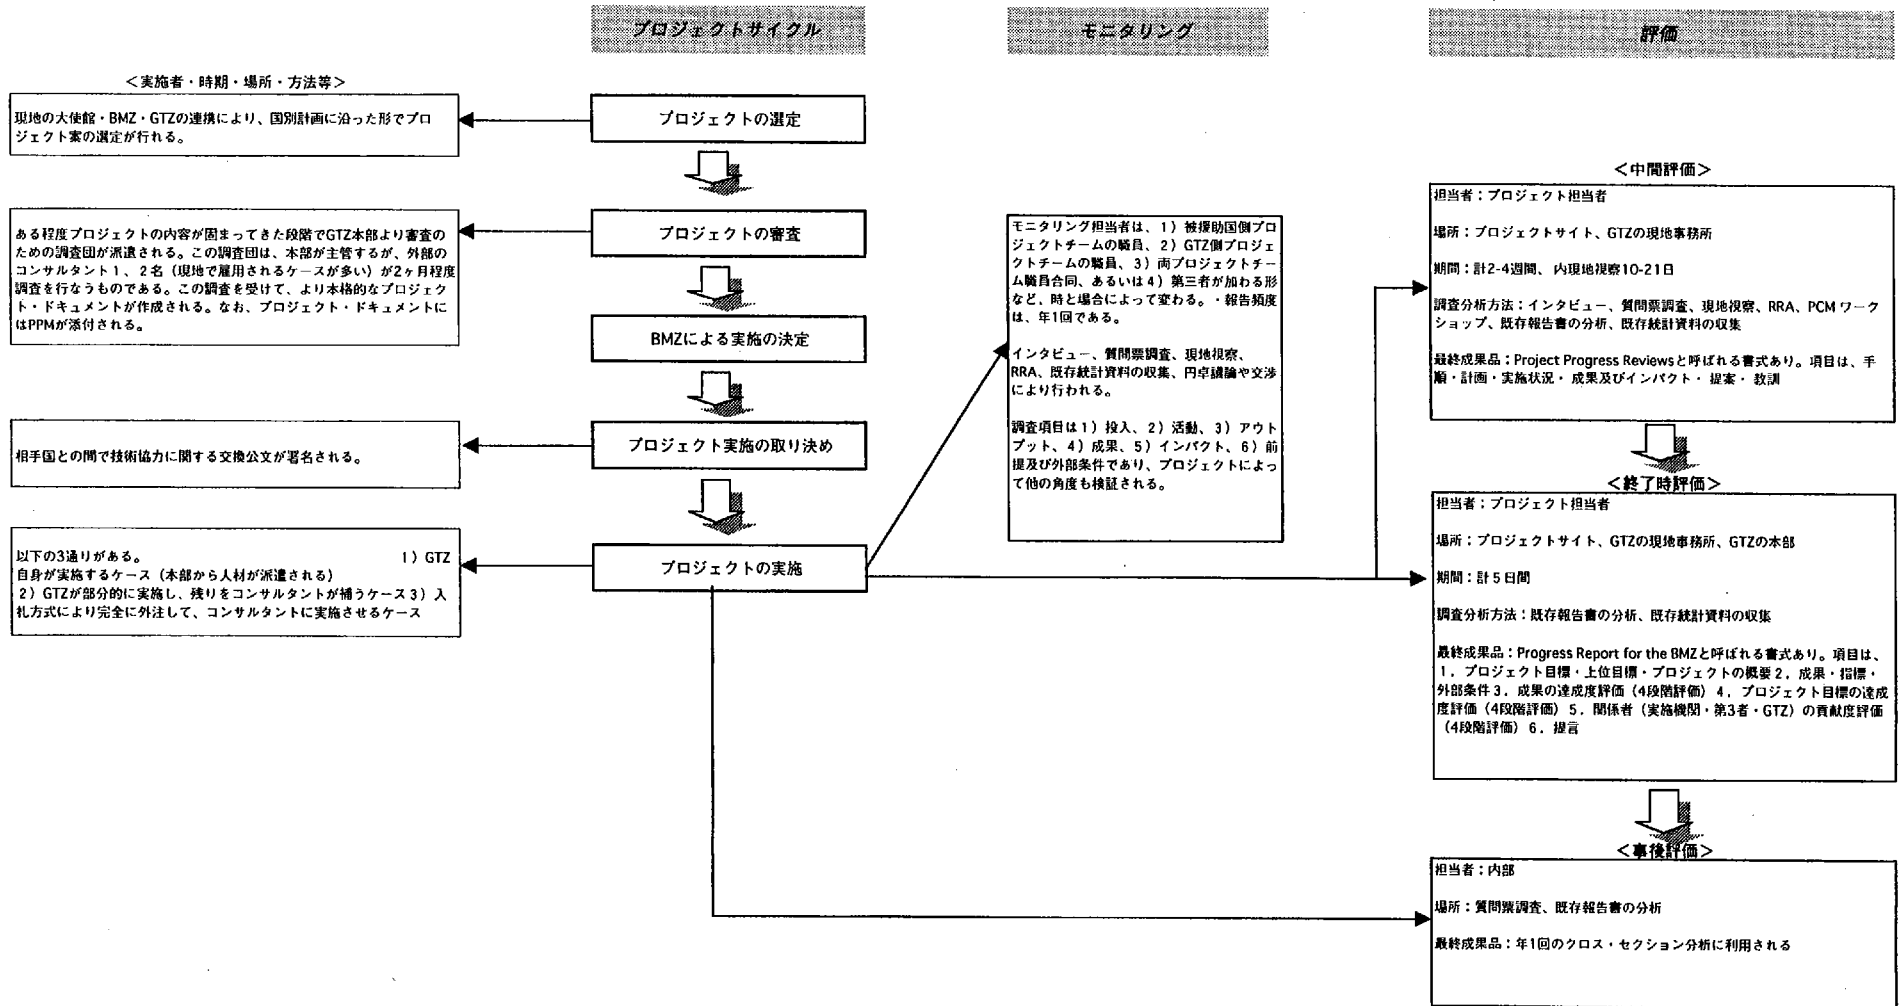 プロジェクトサイクル
モニタリング
評価
＜実施者・時期・場所・方法等＞
現地の大使館・BMZ・GTZの連携により、国別計画に沿った形でプロ
ジェクト案の選定が行れる。
ある程度プロジェクトの内容が固まってきた段階でGTZ本部より審査の
ための調査団が派遣される。この調査団は、本部が主管するが、外部の
コンサルタント1、2名（現地で雇用されるケースが多い）が2ヶ月程度
調査を行なうものである。この調査を受けて、より本格的なプロジェク
ト・ドキュメントが作成される。なお、プロジェクト・ドキュメントに
はPPMが添付される。
相手国との間で技術協力に関する交換公文が署名される。
以下の3通りがある。 1）GTZ
自身が実施するケース（本部から人材が派遣される）
2）GTZが部分的に実施し、残りをコンサルタントが補うケース3）入
札方式により完全に外注して、コンサルタントに実施させるケース
プロジェクトの選定
プロジェクトの審査
BMZによる実施の決定
プロジェクト実施の取り決め
プロジェクトの実施
モニタリング担当者は、1）被援助国側プロ
ジェクトチームの職員、2）GTZ側プロジェ
クトチームの職員、3）両プロジェクトチー
ム職員合同、あるいは4）第三者が加わる形
など、時と場合によって変わる。・報告頻度
は、年1回である。
インタビュー、質問票調査、現地視察、
RRA、既存統計資料の収集、円卓議論や交渉
により行われる。
調査項目は1）投入、2）活動、3）アウト
プット、4）成果、5）インパクト、6）前
提及び外部条件であり、プロジェクトによっ
て他の角度も検証される。
＜中間評価＞
担当者：プロジェクト担当者
場所：プロジェクトサイト、GTZの現地事務所
期間：計2-4週間、内現地視察10-21日
調査分析方法：インタビュー、質問票調査、現地視察、RRA、PCM ワーク
ショップ、既存報告書の分析、既存統計資料の収集
最終成果品：Project Progress Reviewsと呼ばれる書式あり。項目は、手
順・計画・実施状況・ 成果及びインパクト・ 提案・ 教訓
＜終了時評価＞
担当者：プロジェクト担当者
場所：プロジェクトサイト、GTZの現地事務所、GTZの本部
期間：計5日間
調査分析方法：既存報告書の分析、既存統計資料の収集
最終成果品：Progress Report for the BMZと呼ばれる書式あり。項目は、
1．プロジェクト目標・上位目標・プロジェクトの概要2．成果・指標・
外部条件3．成果の達成度評価（4段階評価）4．プロジェクト目標の達成
度評価（4段階評価）5．関係者（実施機関・第3者・GTZ）の貢献度評価
（4段階評価）6．提言
＜事後評価＞
担当者：内部
場所：質問票調査、既存報告書の分析
最終成果品：年1回のクロス・セクション分析に利用される